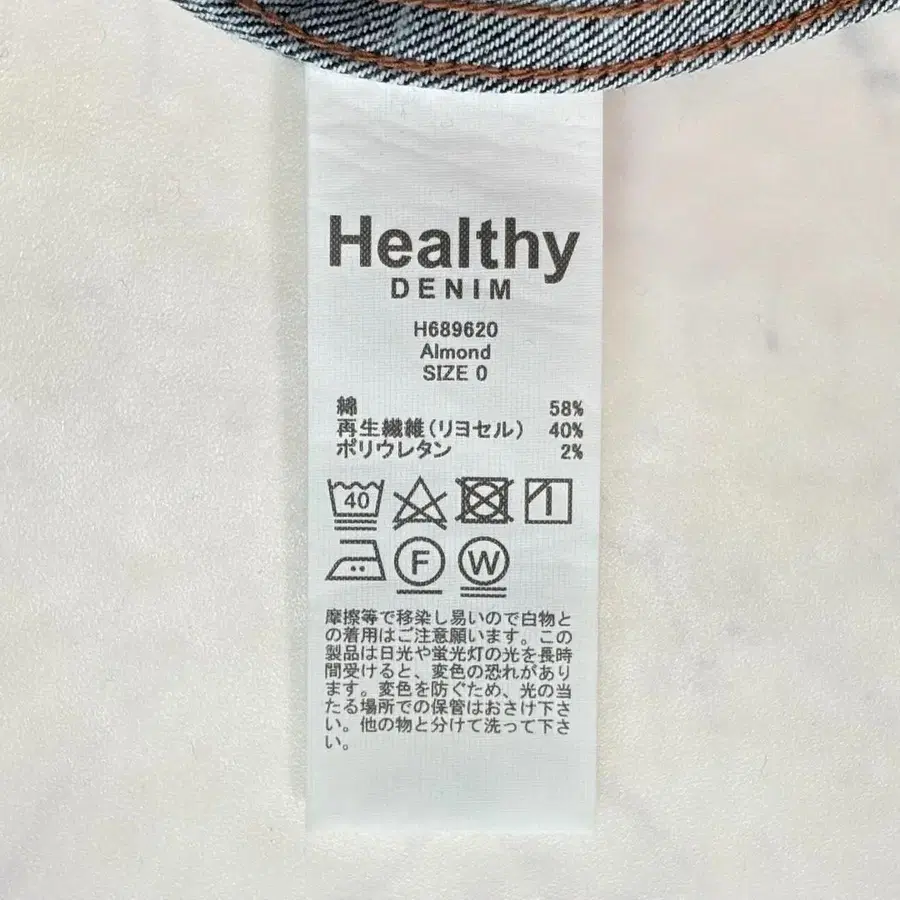 Healthy
DENIM
H689620
Almond
SIZE 0
綿 58%
再生繊維(リヨセル) 40%
ポリウレタン 2%
40
F W
摩擦等で移染し易いので白物と
の着用はご注意願います。この
製品は日光や蛍光灯の光を長時
間受けると、変色の恐れがあり
ます。変色を防ぐため、光の当
たる場所での保管はおさけ下さ
い。他の物と分けて洗って下さ
い。